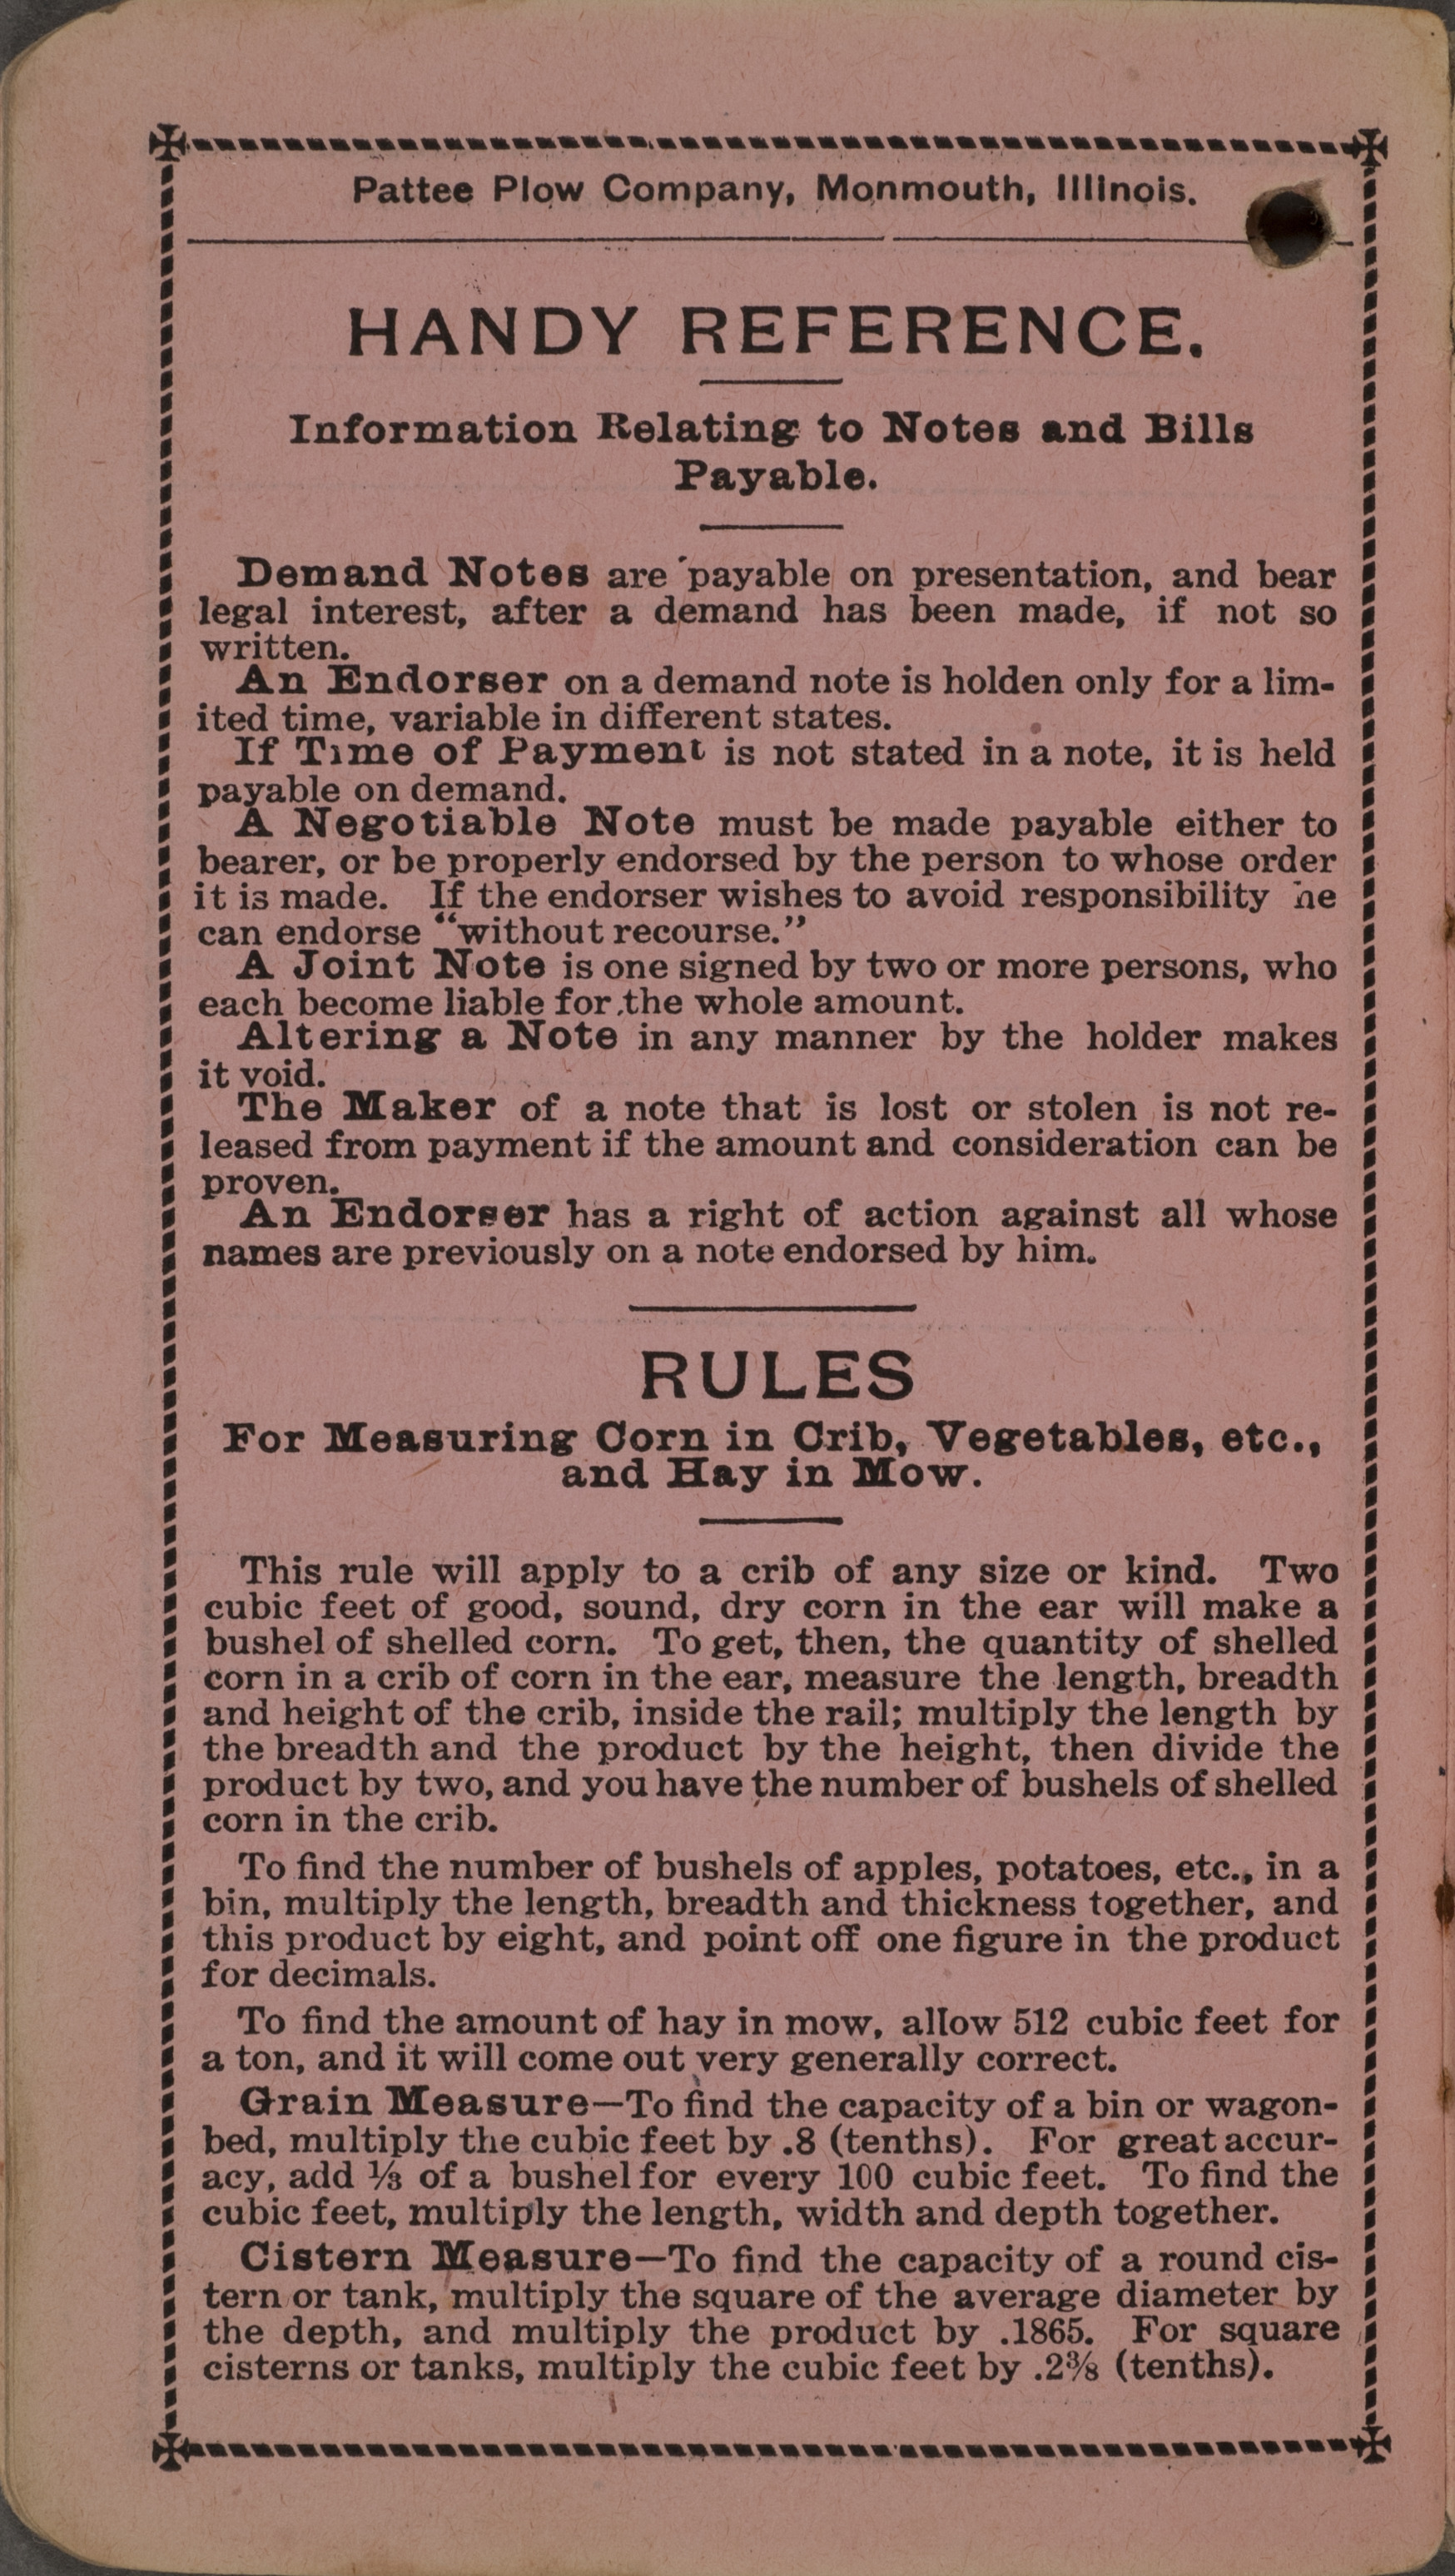 Pattee Plow Company, Monmouth, Illinois.
HANDY REFERENCE.
Information Relating to Notes and Bills
Payable.
Demand Notes are payable on presentation, and bear
legal interest, after a demand has been made, if not so
written.
An Endorser on a demand note is holden only for a lim-
ited time, variable in different states.
If Time of Payment is not stated in a note, it is held
payable on demand.
A Negotiable Note must be made payable either to
bearer, or be properly endorsed by the person to whose order
it is made. If the endorser wishes to avoid responsibility he
can endorse “without recourse.”
A Joint Note is one signed by two or more persons, who
each become liable for the whole amount.
Altering a Note in any manner by the holder makes
it void.
The Maker of a note that is lost or stolen is not re-
leased from payment if the amount and consideration can be
proven.
An Endorser has a right of action against all whose
names are previously on a note endorsed by him.
RULES
For Measuring Corn in Crib, Vegetables, etc.,
and Hay in Mow.
This rule will apply to a crib of any size or kind. Two
cubic feet of good, sound, dry corn in the ear will make a
bushel of shelled corn. To get, then, the quantity of shelled
corn in a crib of corn in the ear, measure the length, breadth
and height of the crib, inside the rail; multiply the length by
the breadth and the product by the height, then divide the
product by two, and you have the number of bushels of shelled
corn in the crib.
To find the number of bushels of apples, potatoes, etc., in a
bin, multiply the length, breadth and thickness together, and
this product by eight, and point off one figure in the product
for decimals.
To find the amount of hay in mow, allow 512 cubic feet for
a ton, and it will come out very generally correct.
Grain Measure—To find the capacity of a bin or wagon-
bed, multiply the cubic feet by .8 (tenths). For great accur-
acy, add ⅓ of a bushel for every 100 cubic feet. To find the
cubic feet, multiply the length, width and depth together.
Cistern Measure—To find the capacity of a round cis-
tern or tank, multiply the square of the average diameter by
the depth, and multiply the product by .1865. For square
cisterns or tanks, multiply the cubic feet by .2⅜ (tenths).